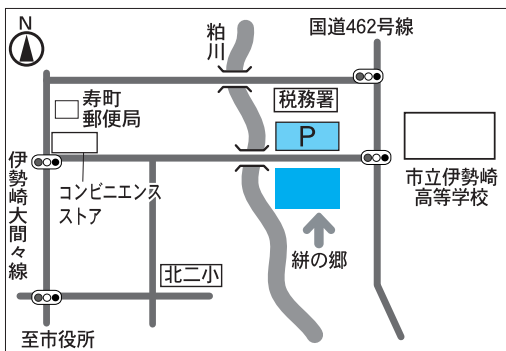 N
粕川
国道462号線
税務署
P
寿町
郵便局
コンビニエンス
ストア
伊勢崎大間々線
市立伊勢崎
高等学校
絣の郷
北二小
至市役所